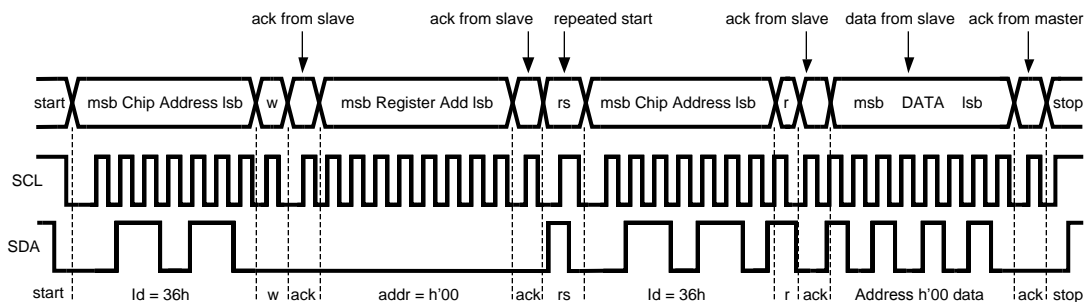 ack from slave ack from slave repeated start ack from slave data from slave ack from master
start msb Chip Address lsb w msb Register Add lsb rs msb Chip Address lsb r msb DATA lsb stop
SCL
SDA
start Id = 36h w ack addr = h'00 ack rs Id = 36h r ack Address h'00 data ack stop